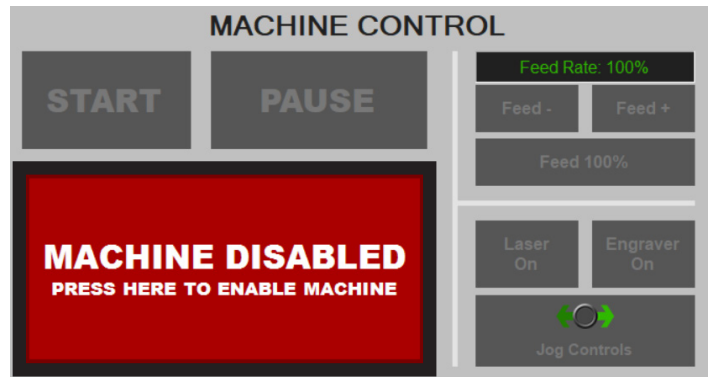 MACHINE CONTROL
START
PAUSE
MACHINE DISABLED
PRESS HERE TO ENABLE MACHINE
Feed Rate: 100%
Feed -
Feed +
Feed 100%
Laser
On
Engraver
On
Jog Controls